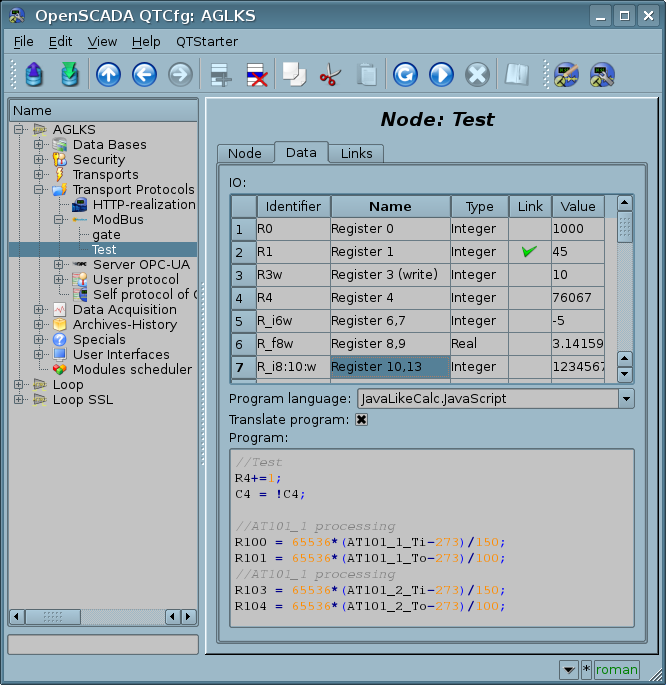 OpenSCADA QTCfg: AGLKS
File Edit View Help QTStarter
Name
AGLKS
Data Bases
Security
Transports
Transport Protocols
HTTP-realization
ModBus
gate
Test
Server OPC-UA
User protocol
Self protocol of
Data Acquisition
Archives-History
Specials
User Interfaces
Modules scheduler
Loop
Loop SSL
Node: Test
Node Data Links
IO:
Identifier Name Type Link Value
1 R0 Register 0 Integer 1000
2 R1 Register 1 Integer 45
3 R3w Register 3 (write) Integer 10
4 R4 Register 4 Integer 76067
5 R_i6w Register 6,7 Integer -5
6 R_f8w Register 8,9 Real 3.14159
7 R_i8:10:w Register 10,13 Integer 1234567
Program language: JavaLikeCalc.JavaScript
Translate program:
Program:
//Test
R4+=1;
C4 = !C4;
//AT101_1 processing
R100 = 65536*(AT101_1_Ti-273)/150;
R101 = 65536*(AT101_1_To-273)/100;
//AT101_1 processing
R103 = 65536*(AT101_2_Ti-273)/150;
R104 = 65536*(AT101_2_To-273)/100;
* roman